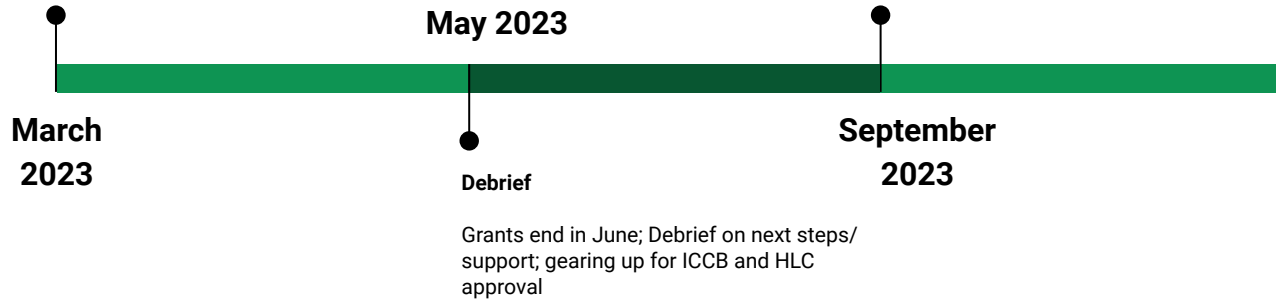 May 2023
March
2023
September
2023
Debrief
Grants end in June; Debrief on next steps/
support; gearing up for ICCB and HLC
approval